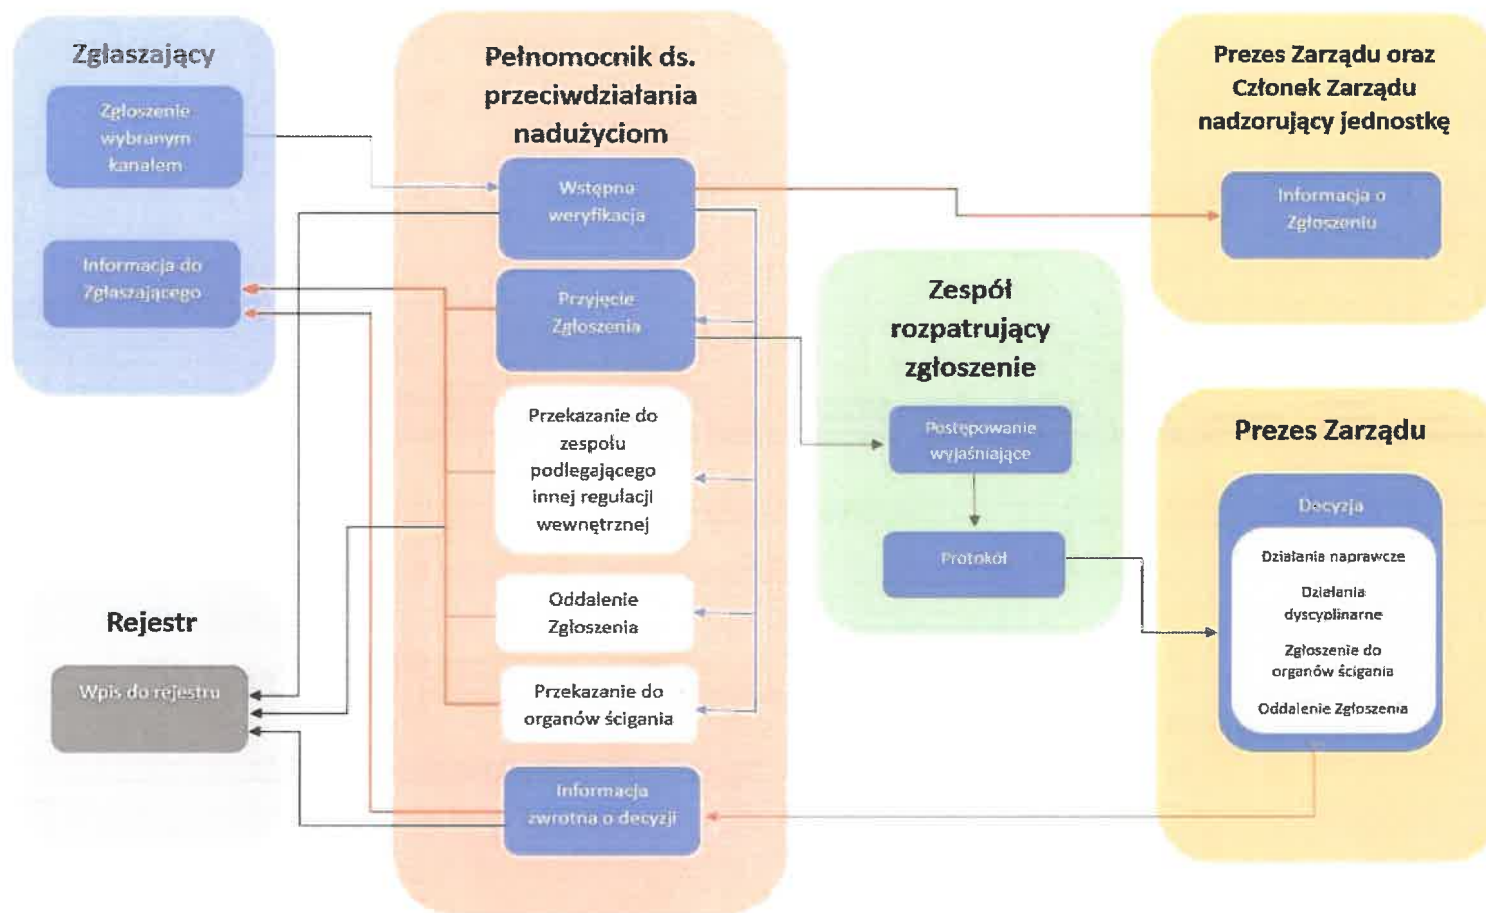 Zgłaszający
Zgłoszenie
wybranym
kanałem
Informacja do
Zgłaszającego
Rejestr
Wpis do rejestru
Pełnomocnik ds.
przeciwdziałania
nadużyciom
Wstępna
weryfikacja
Przyjęcie
Zgłoszenia
Przekazanie do
zespołu
podlegającego
innej regulacji
wewnętrznej
Oddalenie
Zgłoszenia
Przekazanie do
organów ścigania
Informacja
zwrotna o decyzji
Zespół
rozpatrujący
zgłoszenie
Postępowanie
wyjaśniające
Protokół
Prezes Zarządu oraz
Członek Zarządu
nadzorujący jednostkę
Informacja o
Zgłoszeniu
Prezes Zarządu
Decyzja
Działania naprawcze
Działania
dyscyplinarne
Zgłoszenie do
organów ścigania
Oddalenie Zgłoszenia